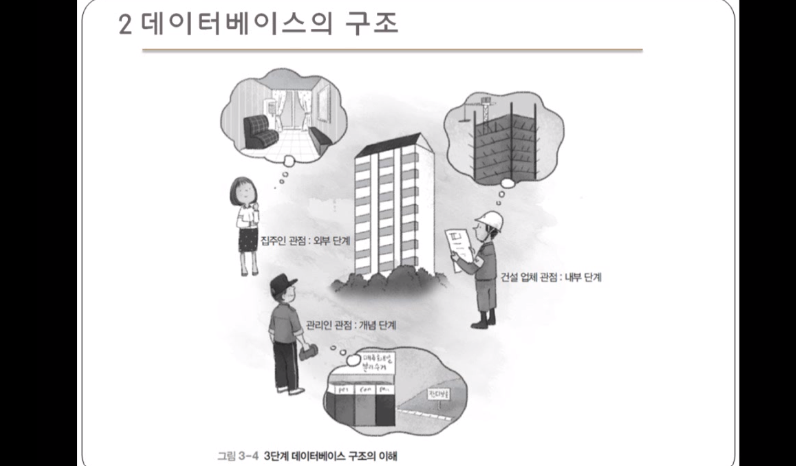 2 데이터베이스의 구조
집주인 관점 : 외부 단계
건설 업체 관점 : 내부 단계
관리인 관점 : 개념 단계
그림 3-4 3단계 데이터베이스 구조의 이해